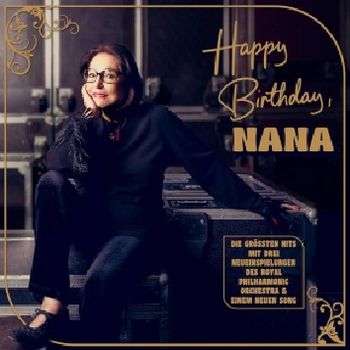 Happy
Birthday,
NANA
DIE GRÖSSTEN HITS
MIT DREI
NEUEINSPIELUNGEN
DES ROYAL
PHILHARMONIC
ORCHESTRA &
EINEM NEUEN SONG